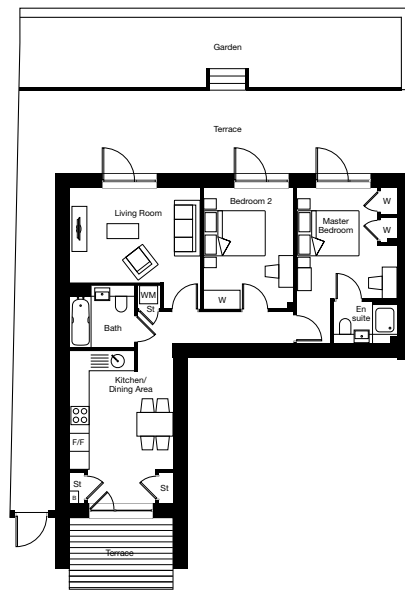 Garden
Terrace
Living Room
Bedroom 2
Master
Bedroom
W
W
W
WM
St
Bath
En
suite
Kitchen/
Dining Area
F/F
St
B
St
Terrace